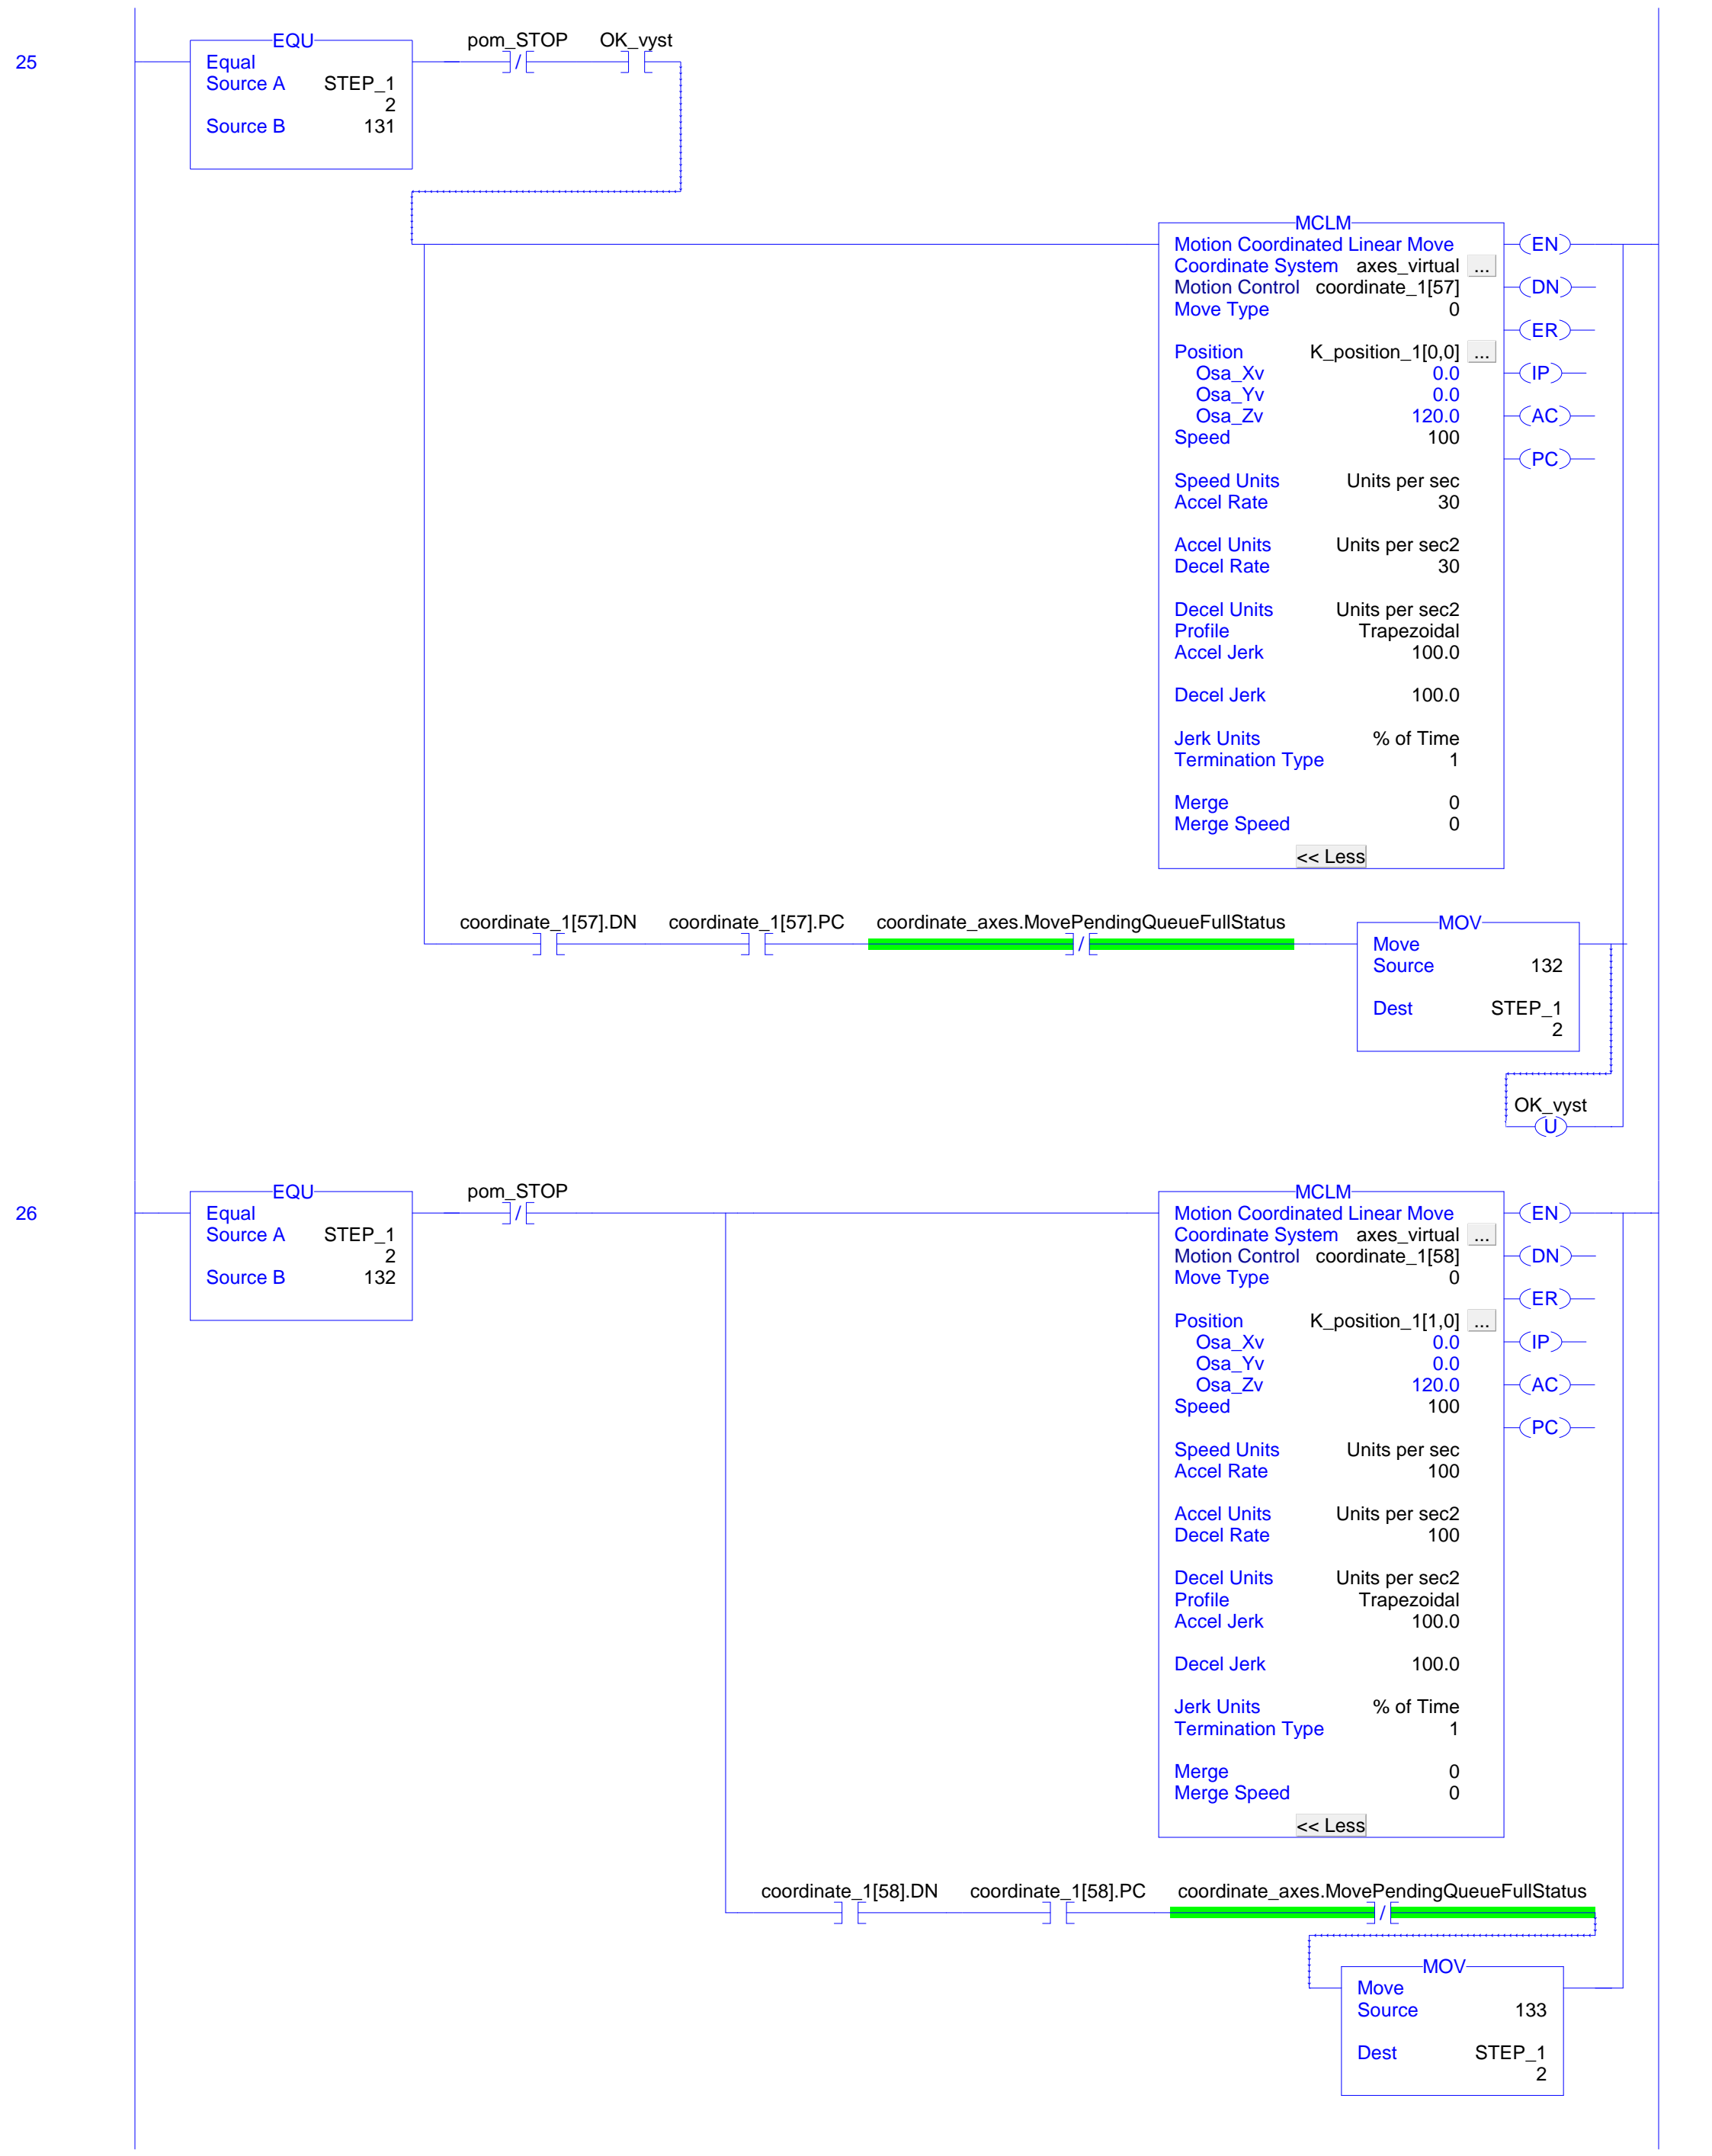 25
EQU
Equal
Source A STEP_1
2
Source B 131
pom_STOP OK_vyst
/
MCLM
Motion Coordinated Linear Move
Coordinate System axes_virtual ...
Motion Control coordinate_1[57]
Move Type 0
Position K_position_1[0,0] ...
Osa_Xv 0.0
Osa_Yv 0.0
Osa_Zv 120.0
Speed 100
Speed Units Units per sec
Accel Rate 30
Accel Units Units per sec2
Decel Rate 30
Decel Units Units per sec2
Profile Trapezoidal
Accel Jerk 100.0
Decel Jerk 100.0
Jerk Units % of Time
Termination Type 1
Merge 0
Merge Speed 0
<< Less
EN
DN
ER
IP
AC
PC
coordinate_1[57].DN coordinate_1[57].PC coordinate_axes.MovePendingQueueFullStatus
/
MOV
Move
Source 132
Dest STEP_1
2
OK_vyst
U
26
EQU
Equal
Source A STEP_1
2
Source B 132
pom_STOP
/
MCLM
Motion Coordinated Linear Move
Coordinate System axes_virtual ...
Motion Control coordinate_1[58]
Move Type 0
Position K_position_1[1,0] ...
Osa_Xv 0.0
Osa_Yv 0.0
Osa_Zv 120.0
Speed 100
Speed Units Units per sec
Accel Rate 100
Accel Units Units per sec2
Decel Rate 100
Decel Units Units per sec2
Profile Trapezoidal
Accel Jerk 100.0
Decel Jerk 100.0
Jerk Units % of Time
Termination Type 1
Merge 0
Merge Speed 0
<< Less
EN
DN
ER
IP
AC
PC
coordinate_1[58].DN coordinate_1[58].PC coordinate_axes.MovePendingQueueFullStatus
/
MOV
Move
Source 133
Dest STEP_1
2